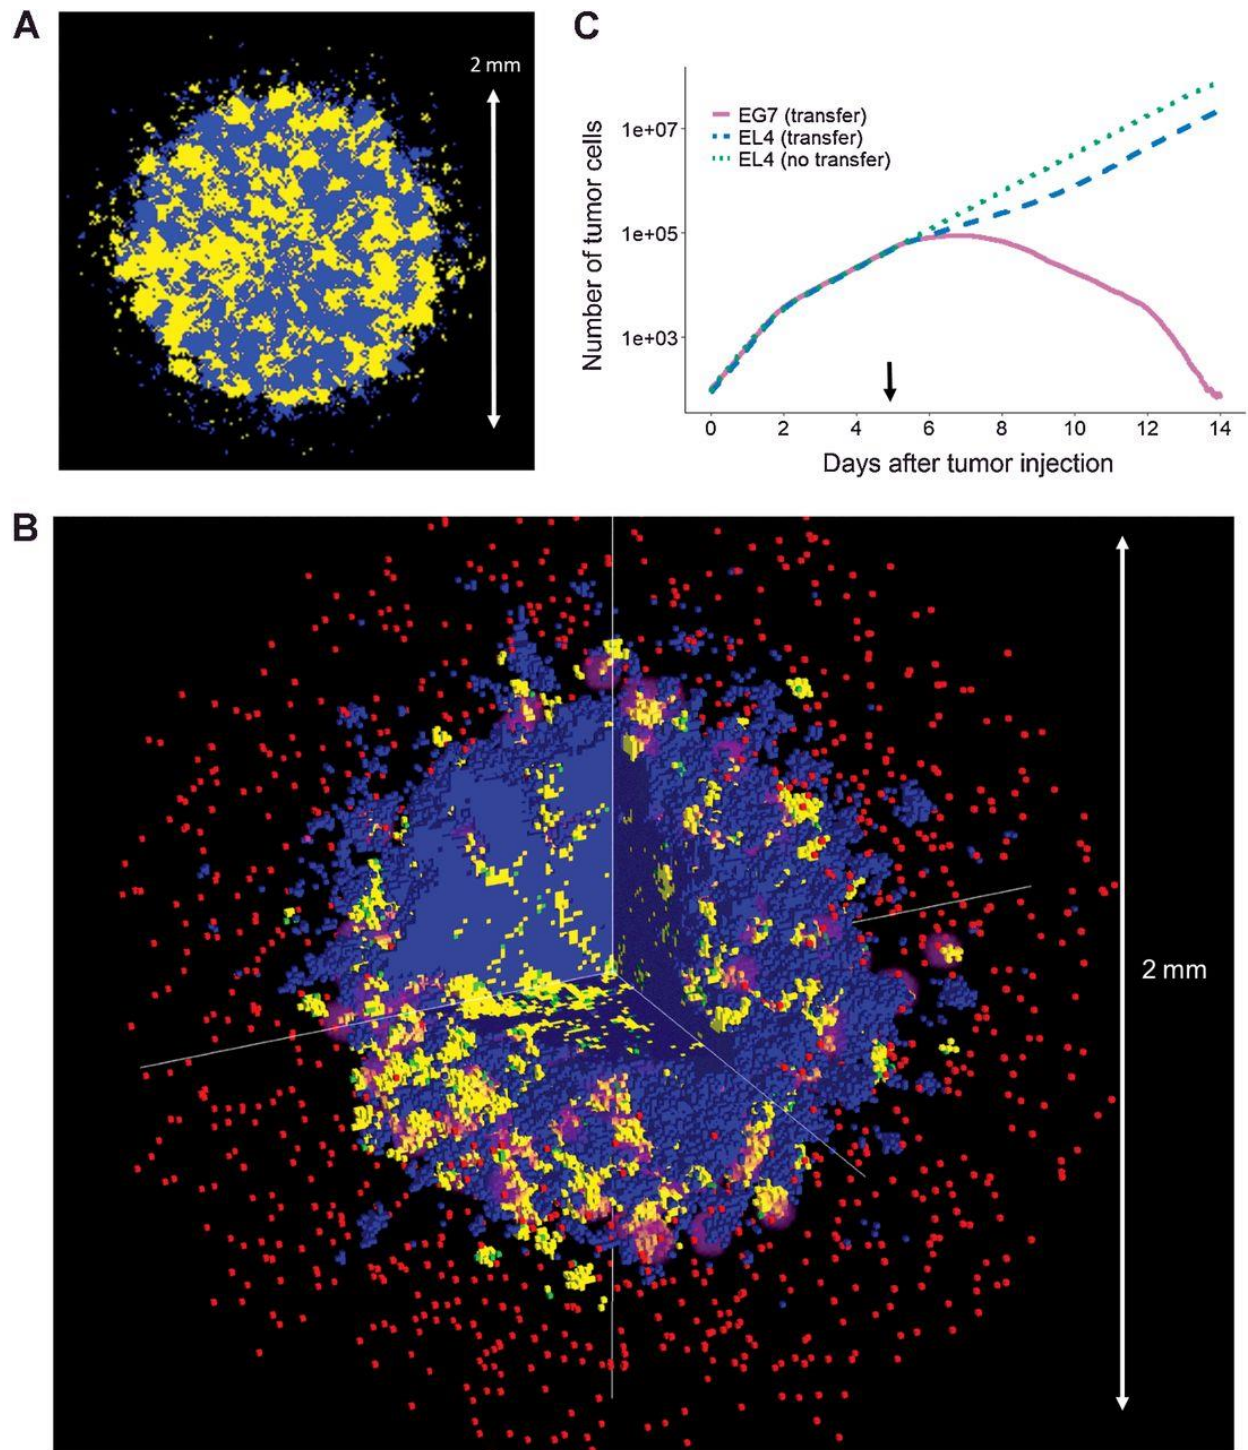 A
2 mm
C
Number of tumor cells
1e+07
1e+05
1e+03
EG7 (transfer)
EL4 (transfer)
EL4 (no transfer)
0 2 4 6 8 10 12 14
Days after tumor injection
B
2 mm